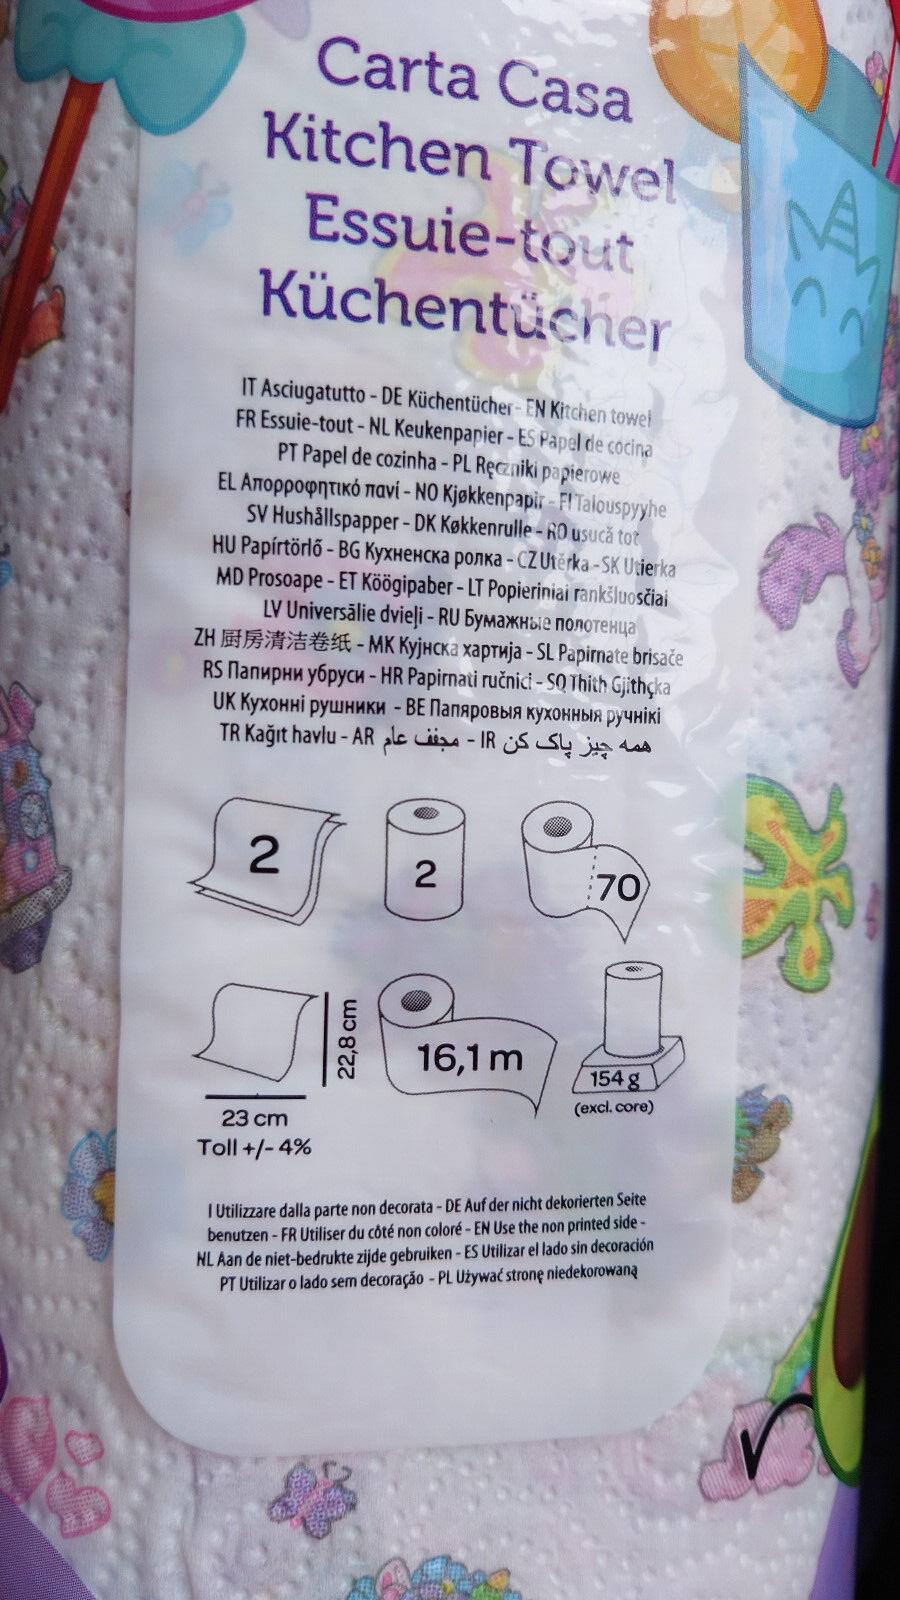 Carta Casa
Kitchen Towel
Essuie-tout
Küchentücher
IT Asciugatutto - DE Küchentücher - EN Kitchen towel
FR Essuie-tout - NL Keukenpapier - ES Papel de cocina
PT Papel de cozinha - PL Ręczniki papierowe
EL Απορροφητικό πανί - NO Kjøkkenpapir - FI Talouspyyhe
SV Hushållspapper - DK Køkkenrulle - RO usucă tot
HU Papírtörlő - BG Кухненска ролка - CZ Utěrka - SK Utierka
MD Prosoape - ET Köögipaber - LT Popieriniai rankšluosčiai
LV Universālie dvieļi - RU Бумажные полотенца
ZH 厨房清洁卷纸 - MK Кујнска хартија - SL Papirnate brisače
RS Папирни убруси - HR Papirnati ručnici - SQ Thith Gjithçka
UK Кухонні рушники - BE Папяровыя кухонныя ручнікі
TR Kağıt havlu - AR مجفف عام - IR همه چیز پاک کن
2 2 70
22,8 cm
16,1 m
154 g
(excl. core)
23 cm
Toll +/- 4%
I Utilizzare dalla parte non decorata - DE Auf der nicht dekorierten Seite
benutzen - FR Utiliser du côté non coloré - EN Use the non printed side -
NL Aan de niet-bedrukte zijde gebruiken - ES Utilizar el lado sin decoración
PT Utilizar o lado sem decoração - PL Używać stronę niedekorowaną